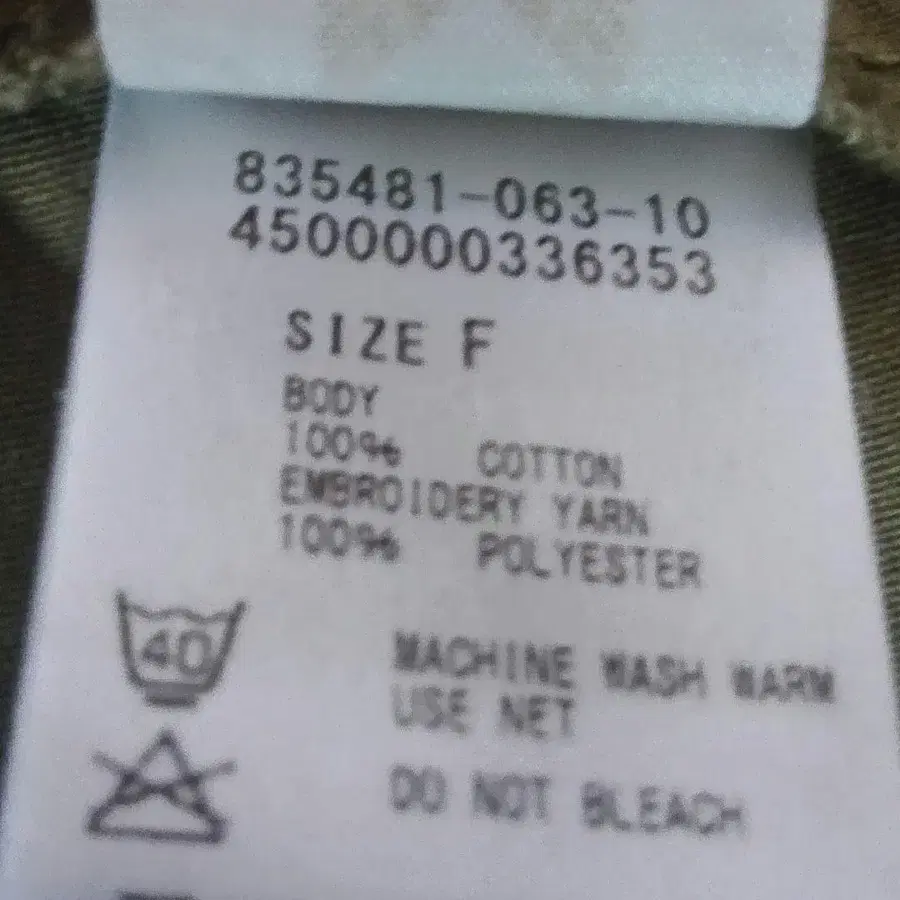 835481-063-10
4500000336353
SIZE F
BODY
100% COTTON
EMBROIDERY YARN
100% POLYESTER
40
MACHINE WASH WARM
USE NET
DO NOT BLEACH